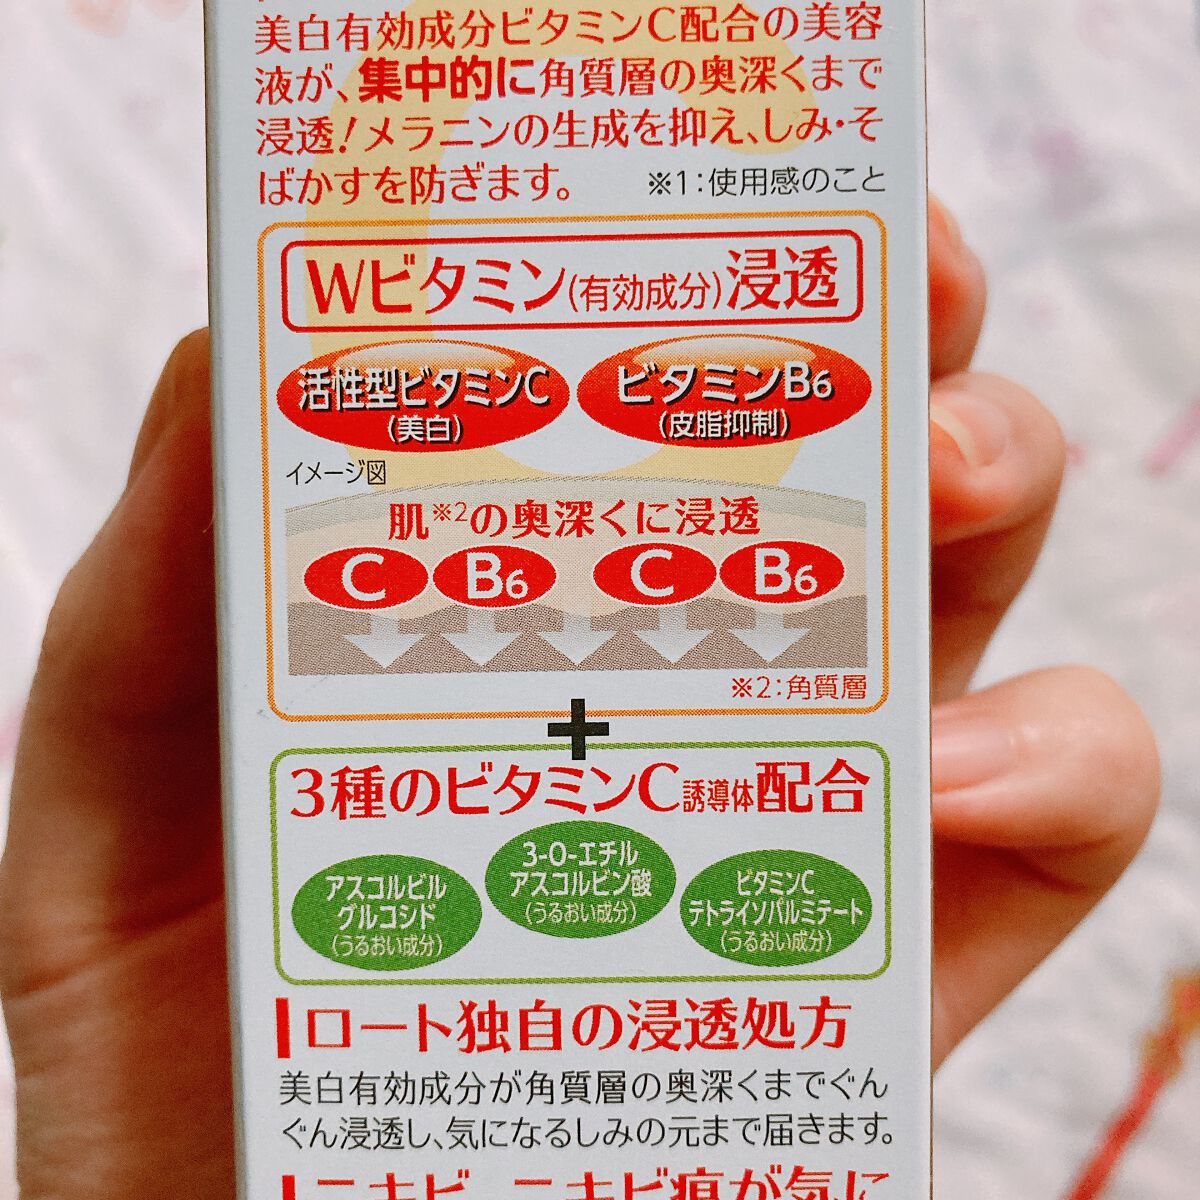 美白有効成分ビタミンC配合の美容
液が、集中的に角質層の奥深くまで
浸透!メラニンの生成を抑え、しみ・そ
ばかすを防ぎます。 ※1:使用感のこと
Wビタミン(有効成分)浸透
活性型ビタミンC
(美白)
ビタミンB6
(皮脂抑制)
イメージ図
肌※2の奥深くに浸透
C B6 C B6
※2:角質層
+
3種のビタミンC誘導体配合
アスコルビル
グルコシド
(うるおい成分)
3-O-エチル
アスコルビン酸
(うるおい成分)
ビタミンC
テトライソパルミテート
(うるおい成分)
ロート独自の浸透処方
美白有効成分が角質層の奥深くまでぐん
ぐん浸透し、気になるしみの元まで届きます。
ニキビ、ニキビ痕が気に